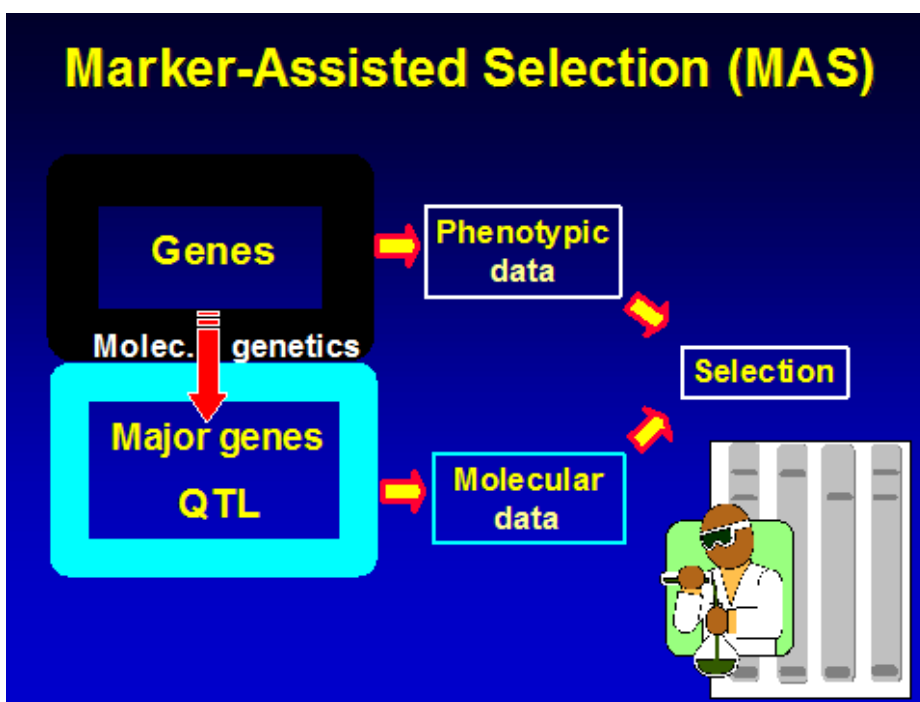 Marker-Assisted Selection (MAS)
Genes
Phenotypic
data
Molec. genetics
Selection
Major genes
QTL
Molecular
data